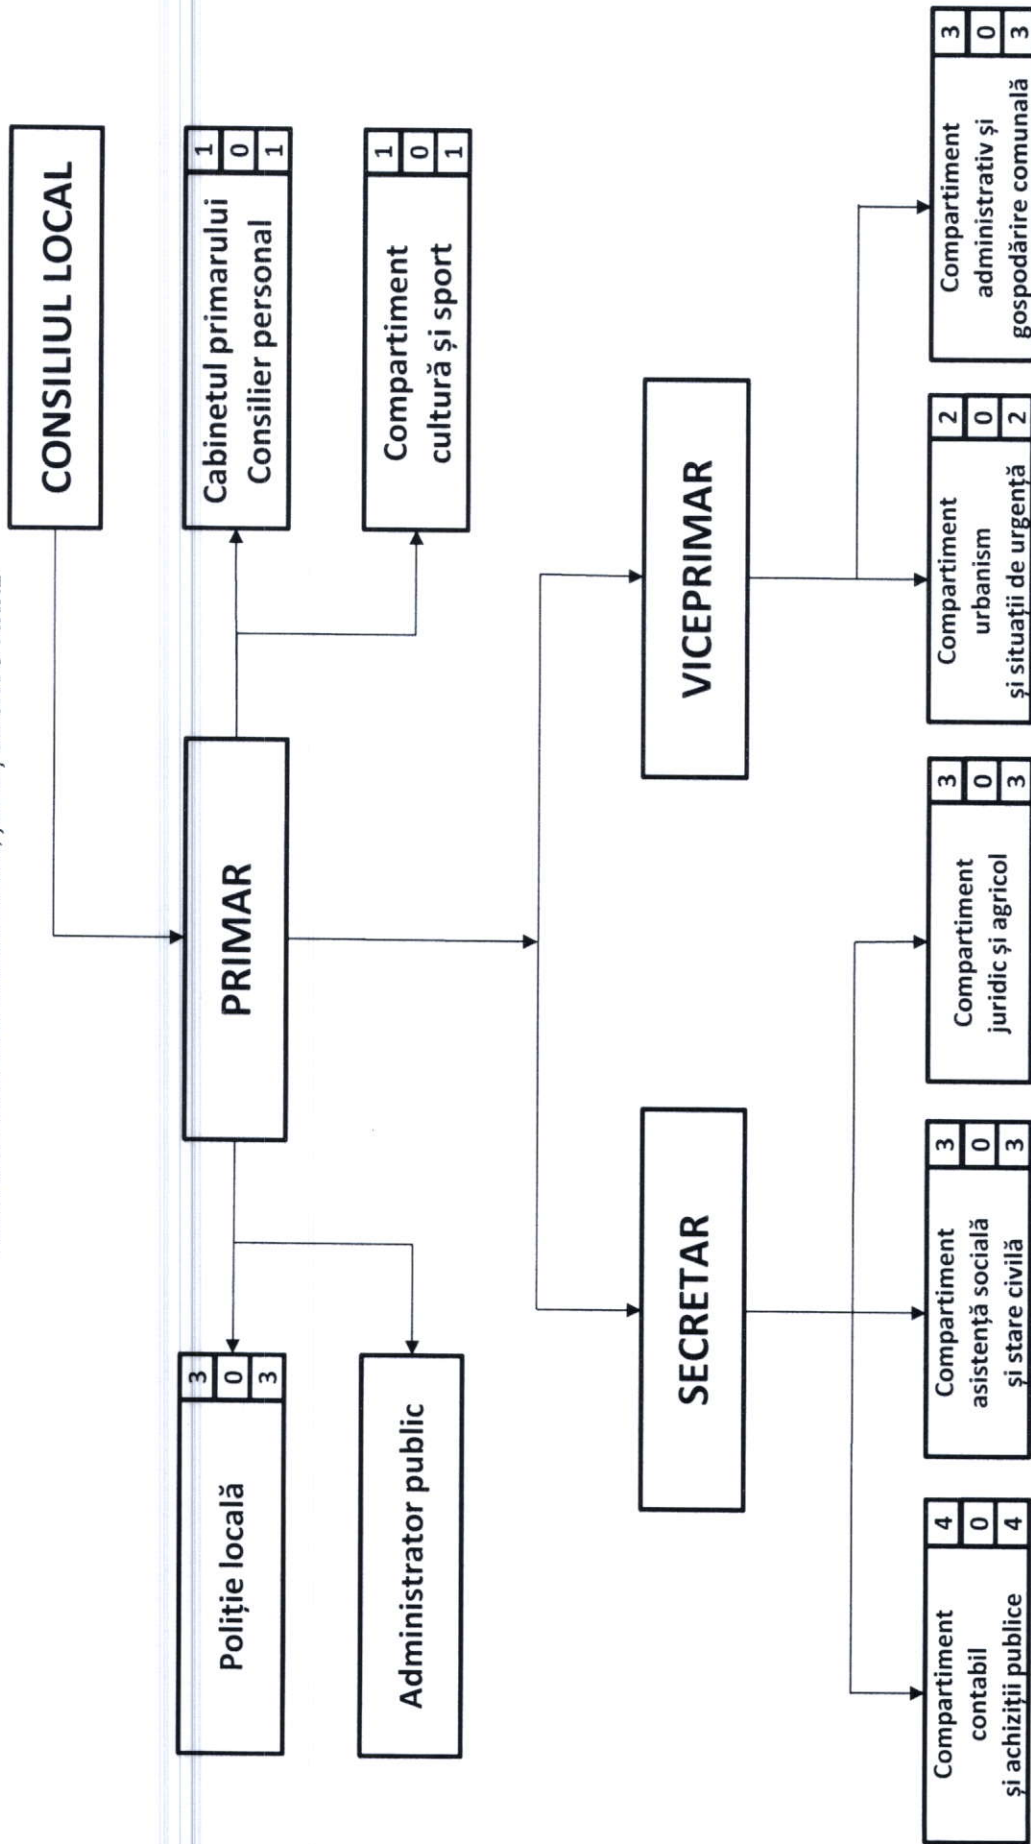 CONSILIUL LOCAL
PRIMAR
Cabinetul primarului
Consilier personal
1
0
1
Compartiment
cultură și sport
1
0
1
Poliție locală
3
0
3
Administrator public
SECRETAR
VICEPRIMAR
Compartiment
contabil
și achiziții publice
4
0
4
Compartiment
asistență socială
și stare civilă
3
0
3
Compartiment
juridic și agricol
3
0
3
Compartiment
urbanism
și situații de urgență
2
0
2
Compartiment
administrativ și
gospodărire comunală
3
0
3